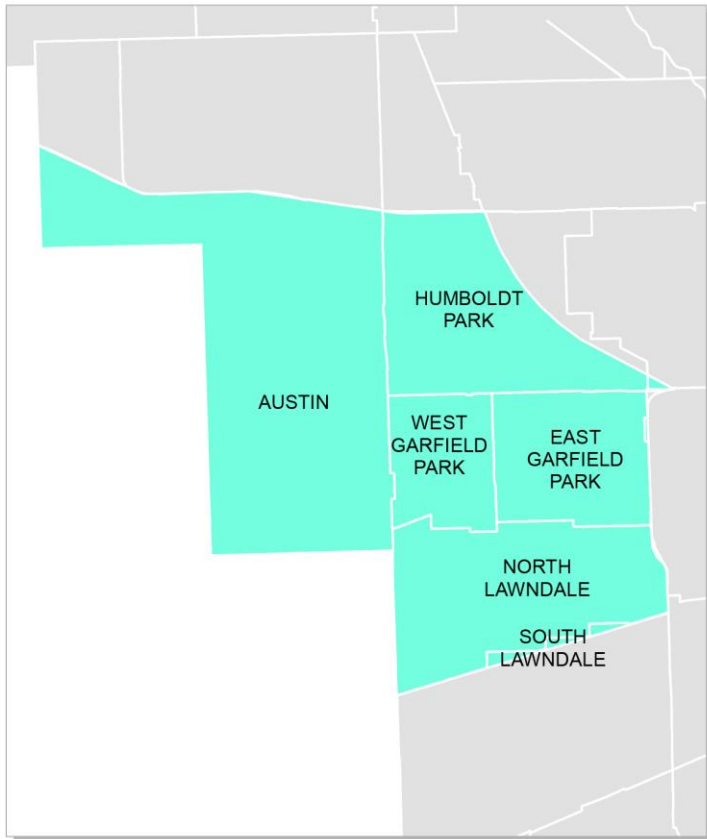 HUMBOLDT
PARK
AUSTIN
WEST
GARFIELD
PARK
EAST
GARFIELD
PARK
NORTH
LAWNDALE
SOUTH
LAWNDALE